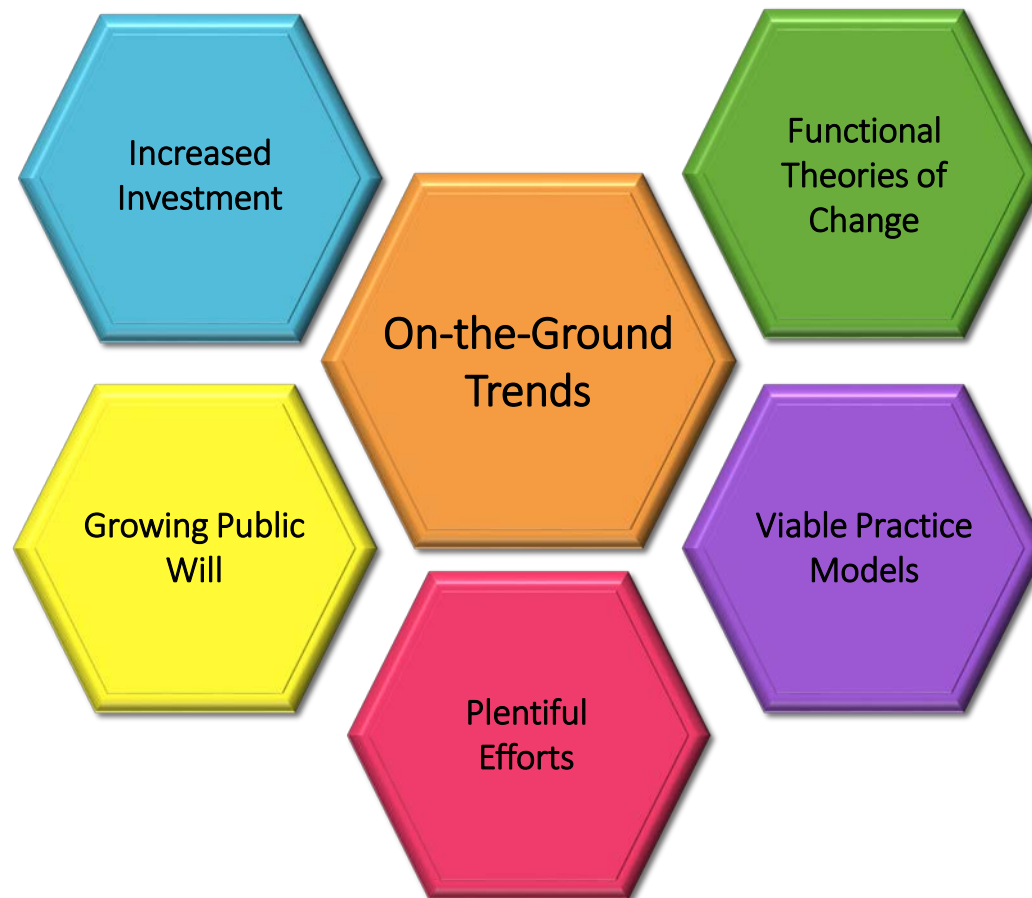 Increased
Investment
Functional
Theories of
Change
On-the-Ground
Trends
Growing Public
Will
Viable Practice
Models
Plentiful
Efforts